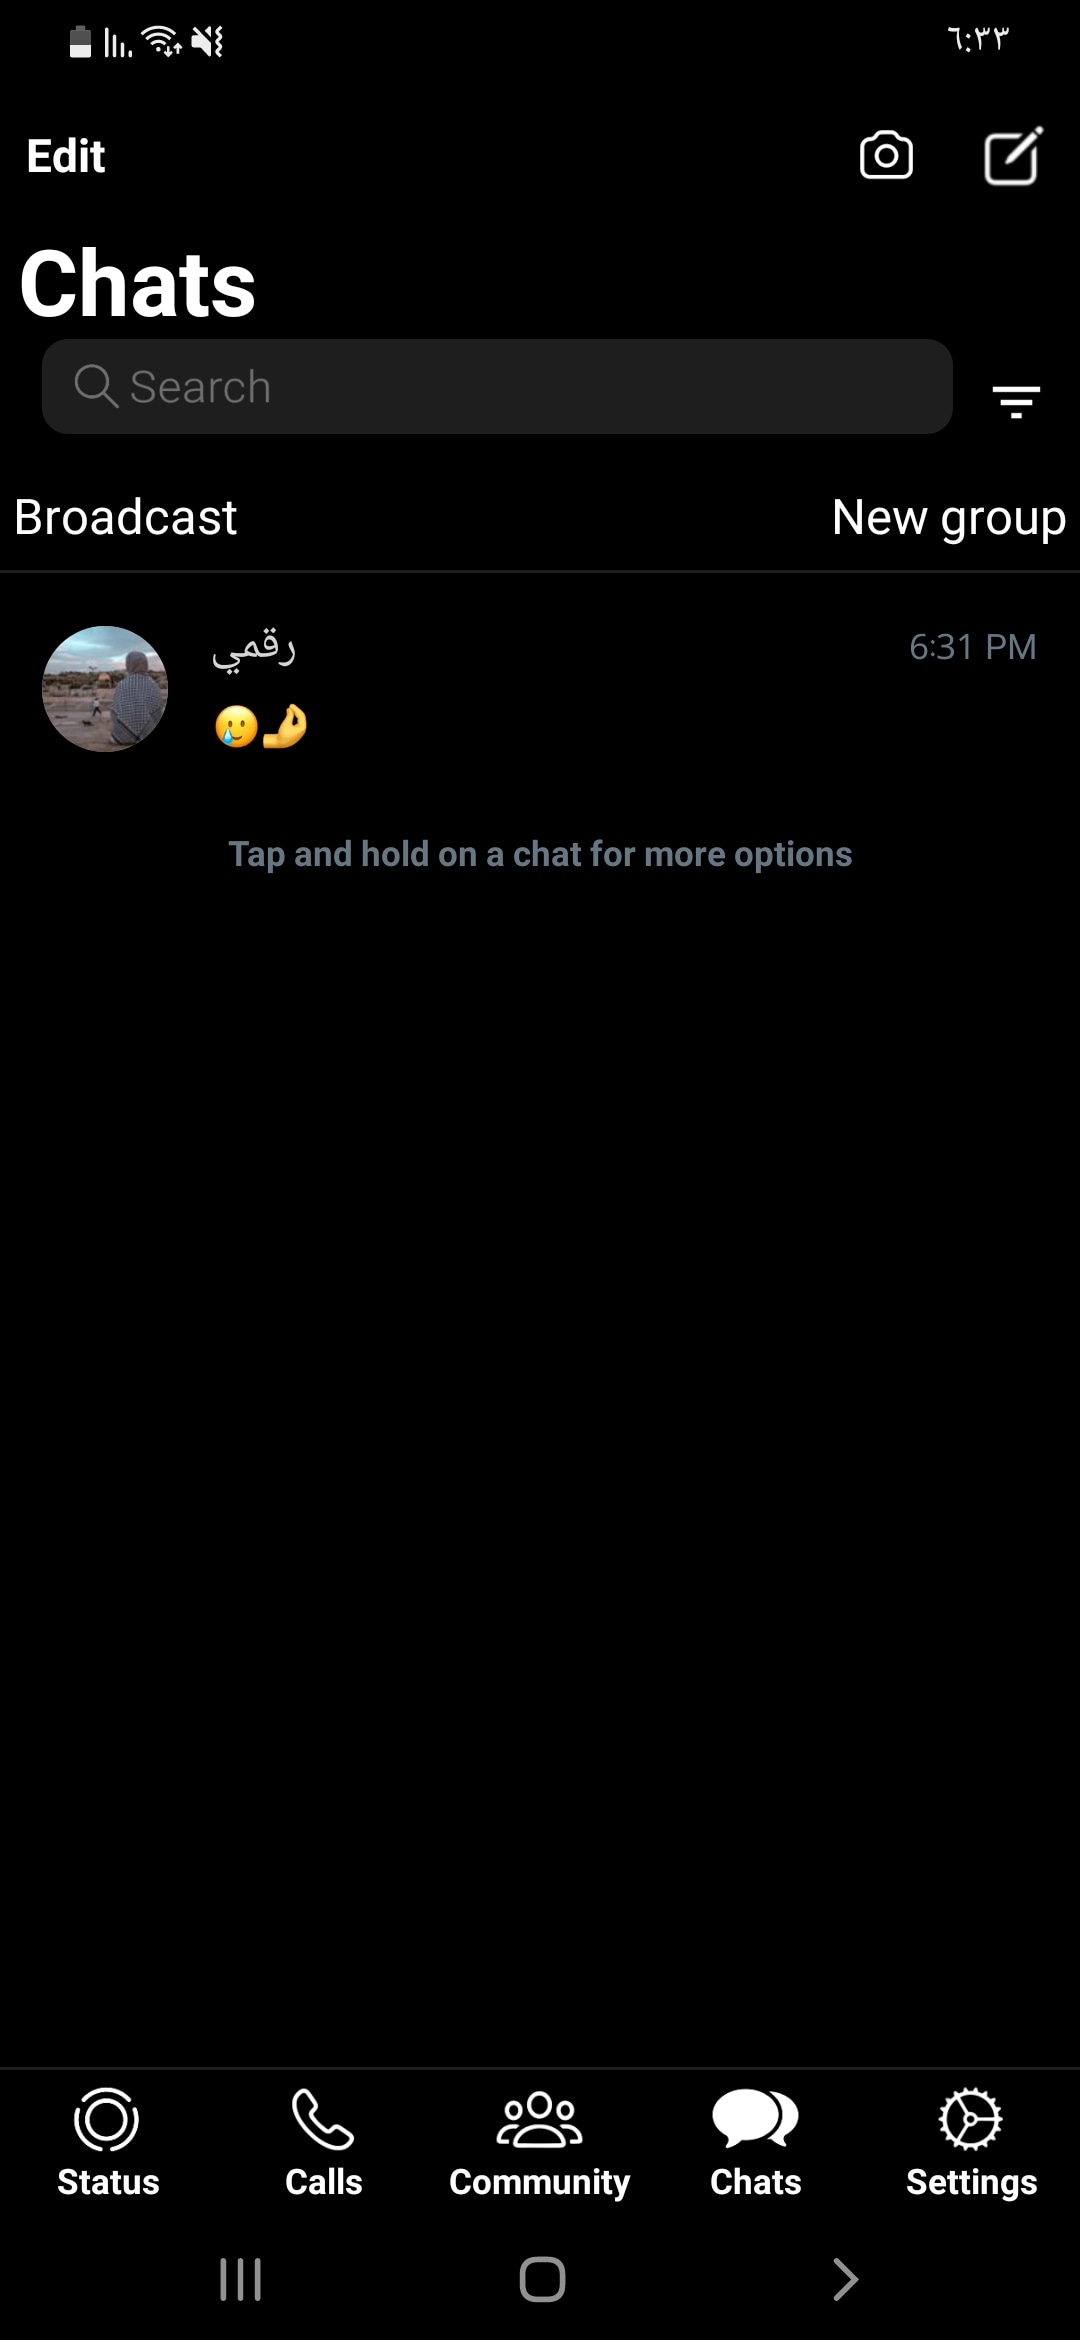 ٦:٣٣
Edit
Chats
Search
Broadcast
New group
رقمي
6:31 PM
🥲🤌
Tap and hold on a chat for more options
Status
Calls
Community
Chats
Settings